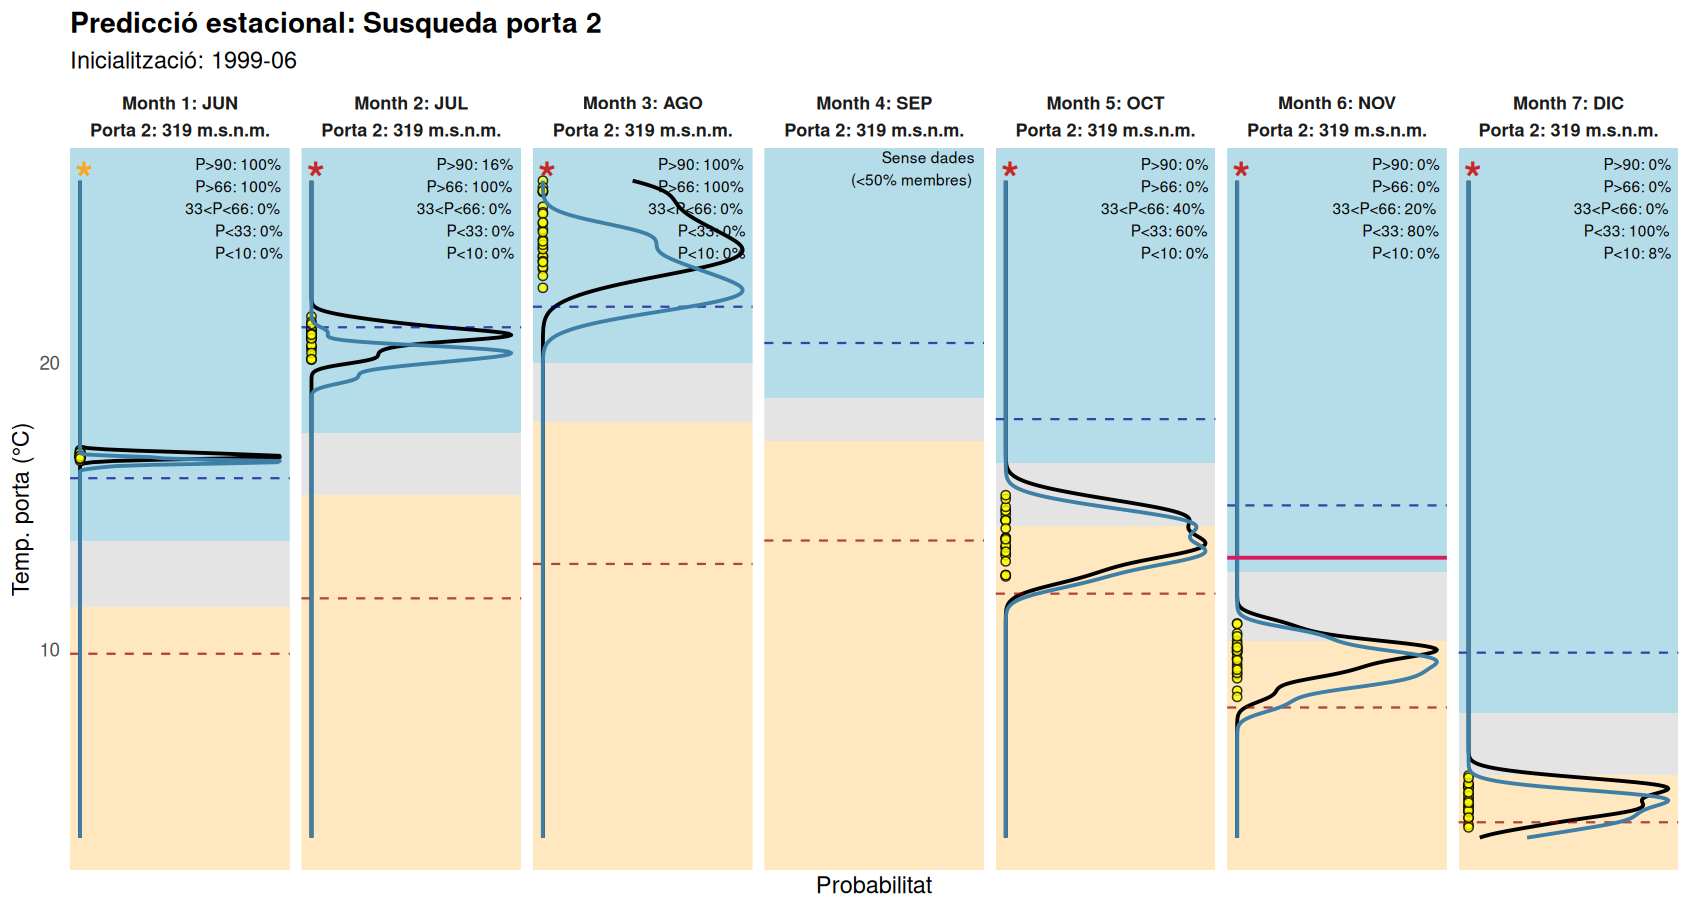 Predicció estacional: Susqueda porta 2
Inicialització: 1999-06
Month 1: JUN
Porta 2: 319 m.s.n.m.
Month 2: JUL
Porta 2: 319 m.s.n.m.
Month 3: AGO
Porta 2: 319 m.s.n.m.
Month 4: SEP
Porta 2: 319 m.s.n.m.
Month 5: OCT
Porta 2: 319 m.s.n.m.
Month 6: NOV
Porta 2: 319 m.s.n.m.
Month 7: DIC
Porta 2: 319 m.s.n.m.
*
P>90: 100%
P>66: 100%
33<P<66: 0%
P<33: 0%
P<10: 0%
*
P>90: 16%
P>66: 100%
33<P<66: 0%
P<33: 0%
P<10: 0%
*
P>90: 100%
P>66: 100%
33<P<66: 0%
P<33: 0%
P<10: 0%
Sense dades
(<50% membres)
*
P>90: 0%
P>66: 0%
33<P<66: 40%
P<33: 60%
P<10: 0%
*
P>90: 0%
P>66: 0%
33<P<66: 20%
P<33: 80%
P<10: 0%
*
P>90: 0%
P>66: 0%
33<P<66: 0%
P<33: 100%
P<10: 8%
Temp. porta (°C)
20
10
Probabilitat